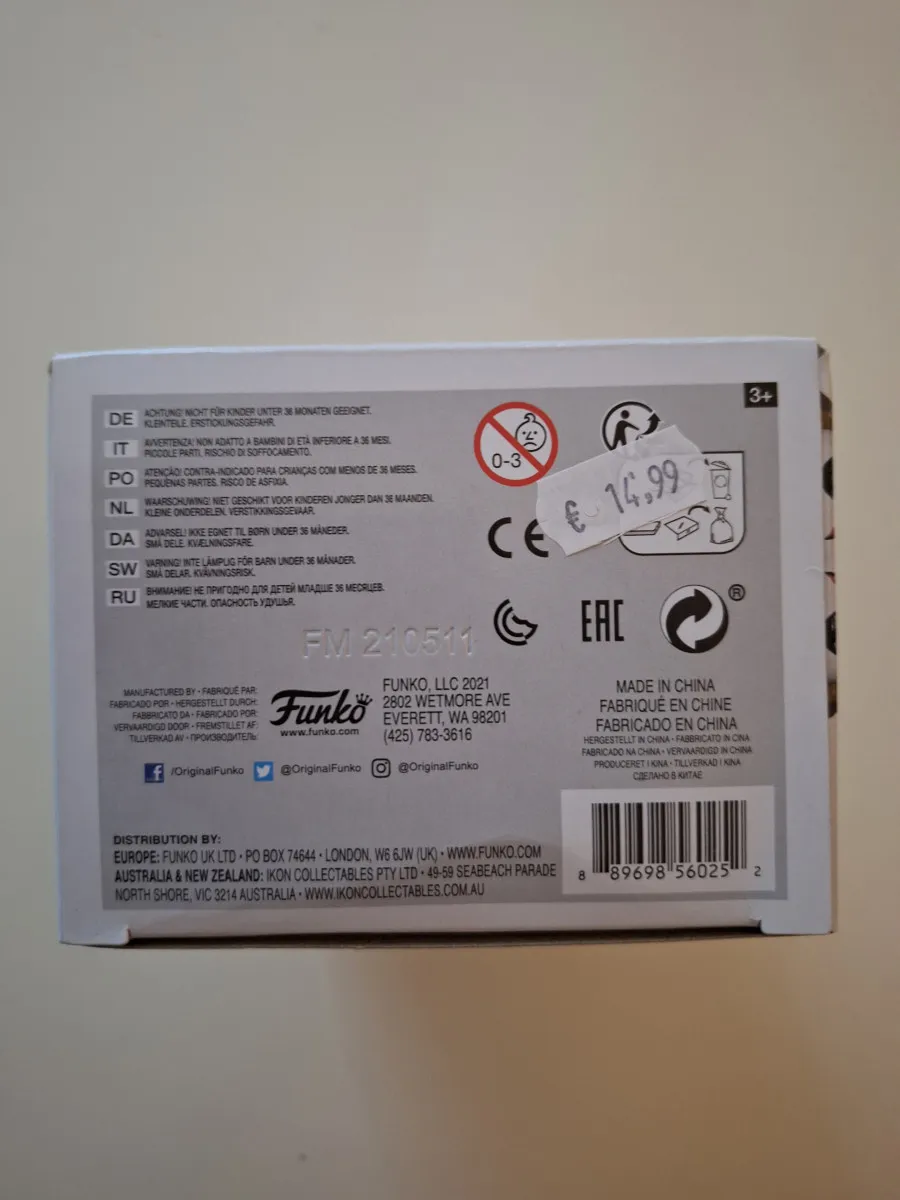 3+
DE ACHTUNG! NICHT FÜR KINDER UNTER 36 MONATEN GEEIGNET.
KLEINTEILE. ERSTICKUNGSGEFAHR.
IT AVVERTENZA: NON ADATTO A BAMBINI DI ETÀ INFERIORE A 36 MESI.
PICCOLE PARTI, RISCHIO DI SOFFOCAMENTO.
PO ATENÇÃO: CONTRA-INDICADO PARA CRIANÇAS COM MENOS DE 36 MESES.
PEQUENAS PARTES. RISCO DE ASFIXIA.
NL WAARSCHUWING! NIET GESCHIKT VOOR KINDEREN JONGER DAN 36 MAANDEN.
KLEINE ONDERDELEN. VERSTIKKINGSGEVAAR.
DA ADVARSEL! IKKE EGNET TIL BØRN UNDER 36 MÅNEDER.
SMÅ DELE. KVÆLNINGSFARE.
SW VARNING! INTE LÄMPLIG FÖR BARN UNDER 36 MÅNADER.
SMÅ DELAR. KVÄVNINGSRISK.
RU ВНИМАНИЕ! НЕ ПРИГОДНО ДЛЯ ДЕТЕЙ МЛАДШЕ 36 МЕСЯЦЕВ.
МЕЛКИЕ ЧАСТИ. ОПАСНОСТЬ УДУШЬЯ.
0-3
€ 14,99
CE
EAC
®
FM 210511
MANUFACTURED BY • FABRIQUÉ PAR:
FABRICADO POR • HERGESTELLT DURCH:
FABBRICATO DA • FABRICADO POR:
VERVAARDIGD DOOR • FREMSTILLET AF:
TILLVERKAD AV • ПРОИЗВОДИТЕЛЬ:
Funko
www.funko.com
FUNKO, LLC 2021
2802 WETMORE AVE
EVERETT, WA 98201
(425) 783-3616
MADE IN CHINA
FABRIQUÉ EN CHINE
FABRICADO EN CHINA
HERGESTELLT IN CHINA • FABBRICATO IN CINA
FABRICADO NA CHINA • VERVAARDIGD IN CHINA
PRODUCERET I KINA • TILLVERKAD I KINA
СДЕЛАНО В КИТАЕ
/OriginalFunko @OriginalFunko @OriginalFunko
DISTRIBUTION BY:
EUROPE: FUNKO UK LTD • PO BOX 74644 • LONDON, W6 6JW (UK) • WWW.FUNKO.COM
AUSTRALIA & NEW ZEALAND: IKON COLLECTABLES PTY LTD • 49-59 SEABEACH PARADE
NORTH SHORE, VIC 3214 AUSTRALIA • WWW.IKONCOLLECTABLES.COM.AU
8 89698 56025 2